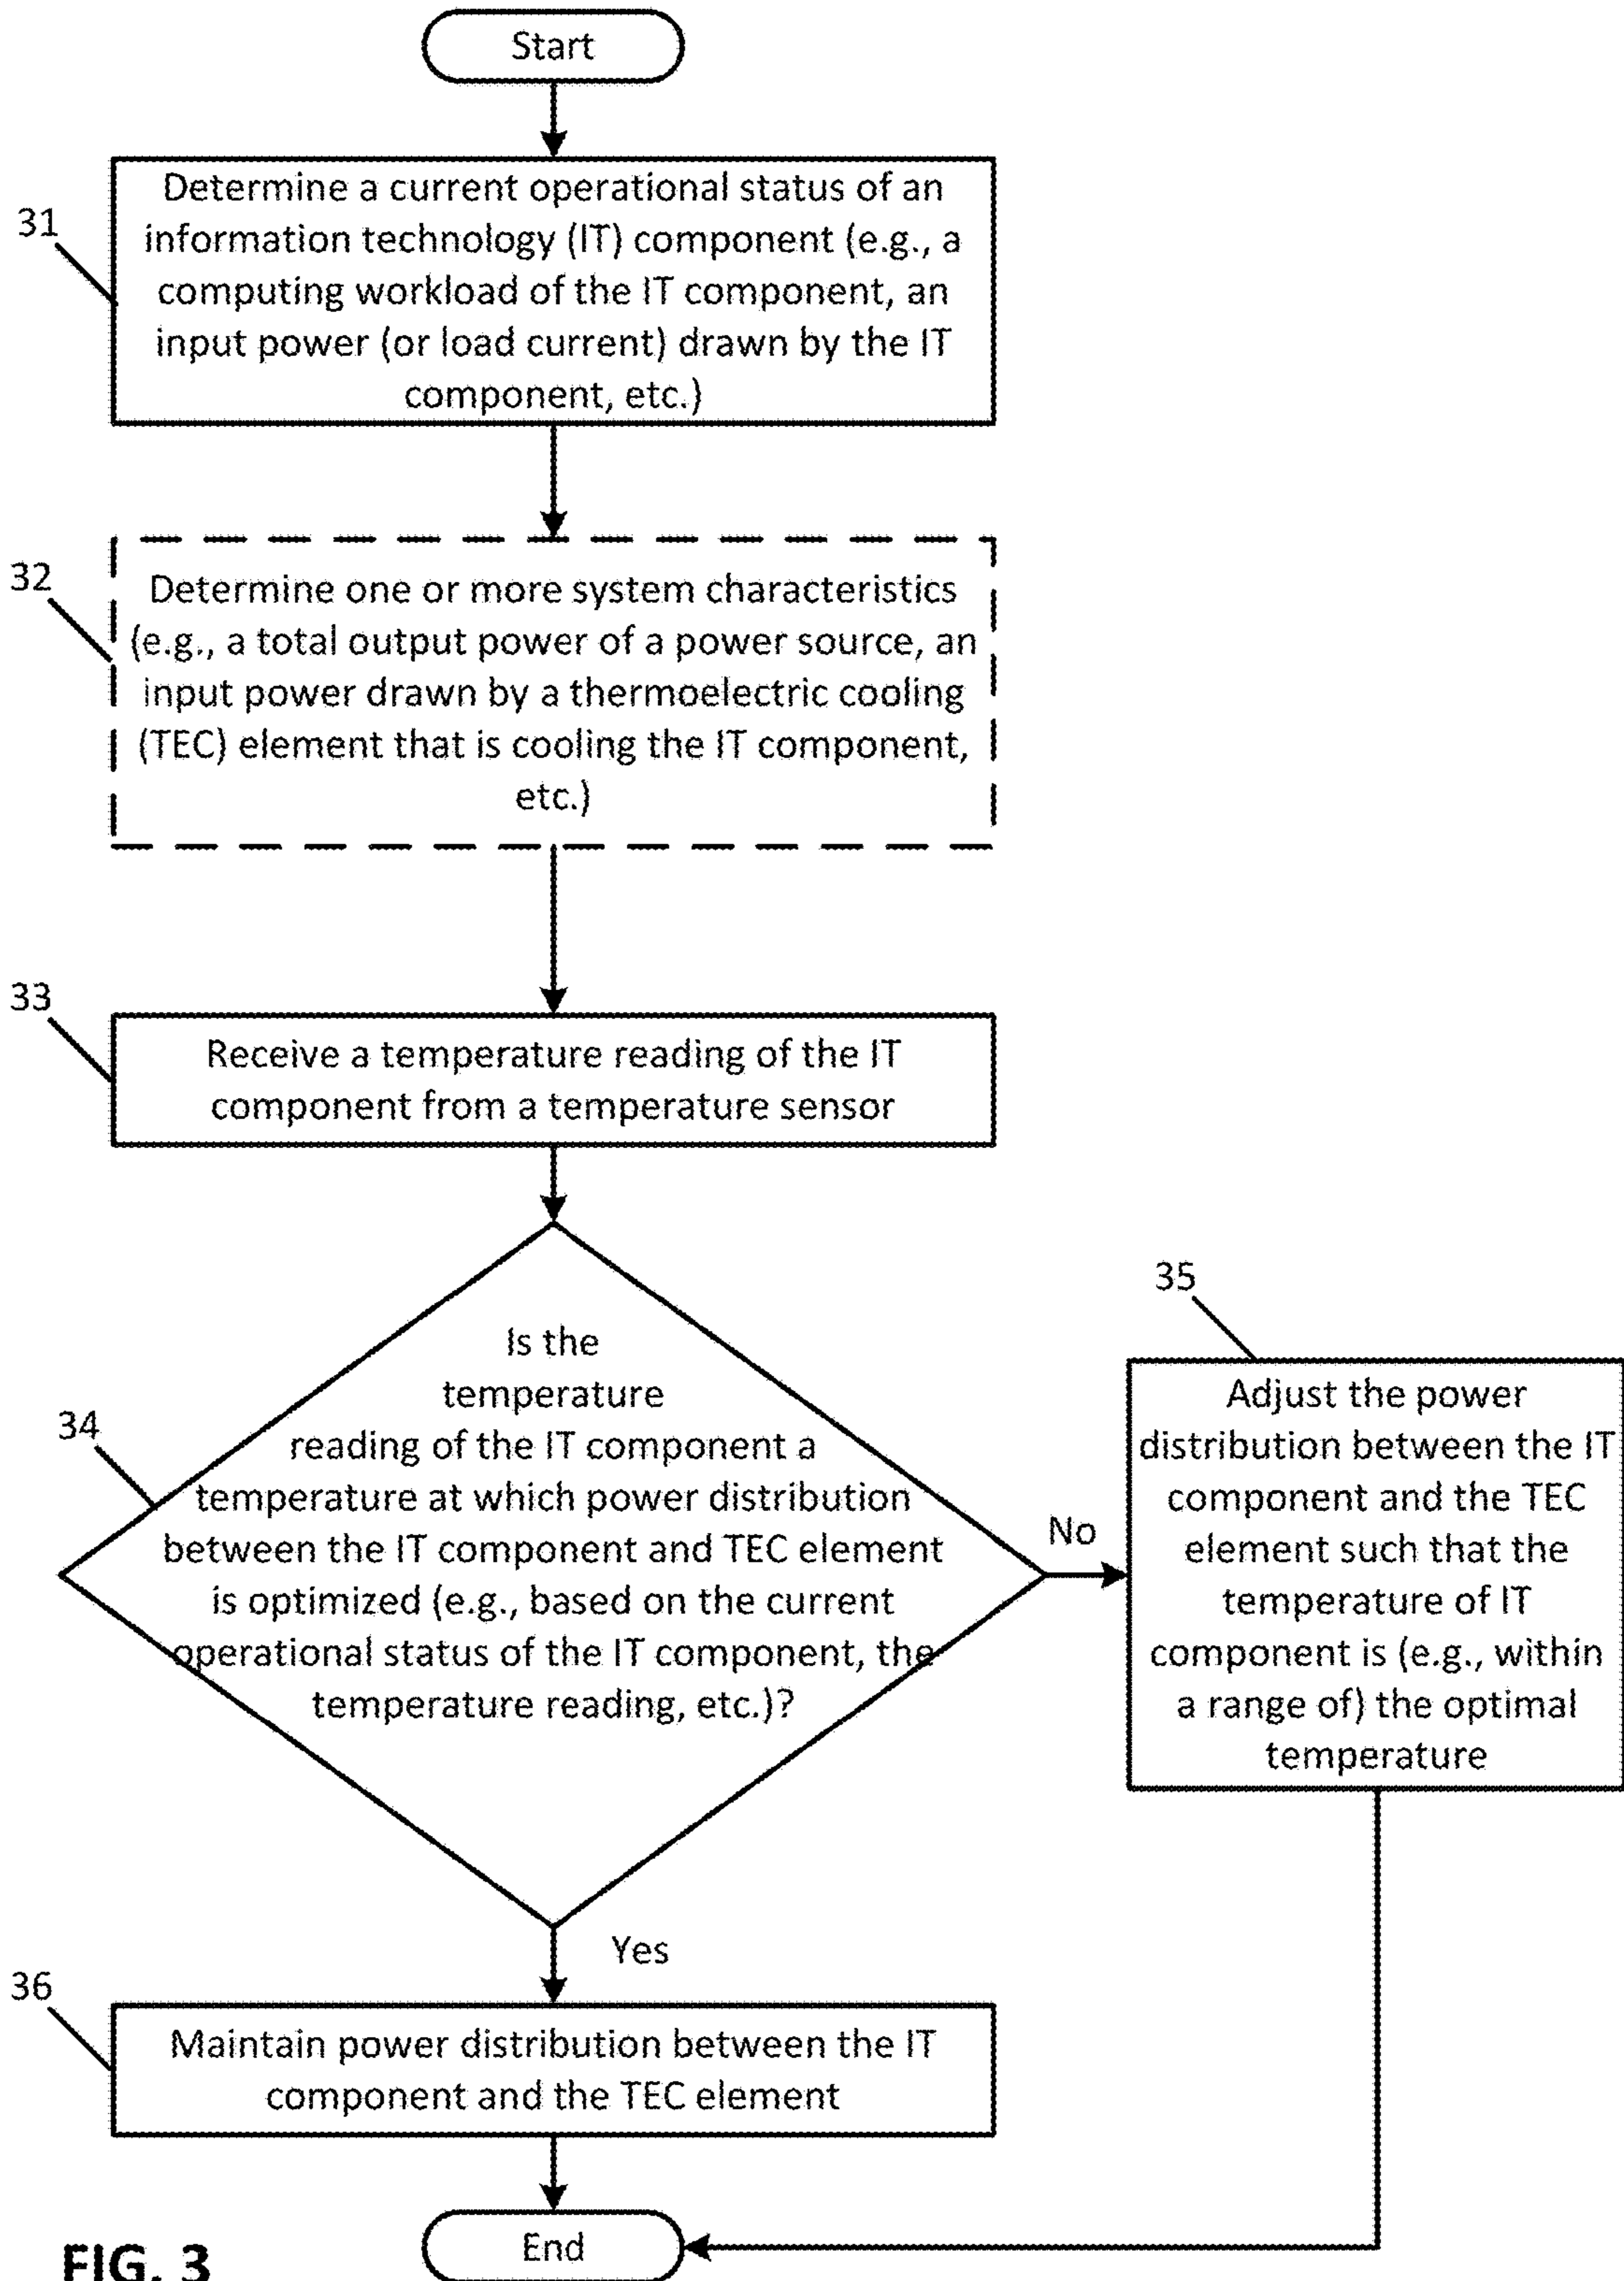 Start
31
Determine a current operational status of an
information technology (IT) component (e.g., a
computing workload of the IT component, an
input power (or load current) drawn by the IT
component, etc.)
32
Determine one or more system characteristics
(e.g., a total output power of a power source, an
input power drawn by a thermoelectric cooling
(TEC) element that is cooling the IT component,
etc.)
33
Receive a temperature reading of the IT
component from a temperature sensor
34
Is the
temperature
reading of the IT component a
temperature at which power distribution
between the IT component and TEC element
is optimized (e.g., based on the current
operational status of the IT component, the
temperature reading, etc.)?
No
35
Adjust the power
distribution between the IT
component and the TEC
element such that the
temperature of IT
component is (e.g., within
a range of) the optimal
temperature
Yes
36
Maintain power distribution between the IT
component and the TEC element
End
FIG. 3